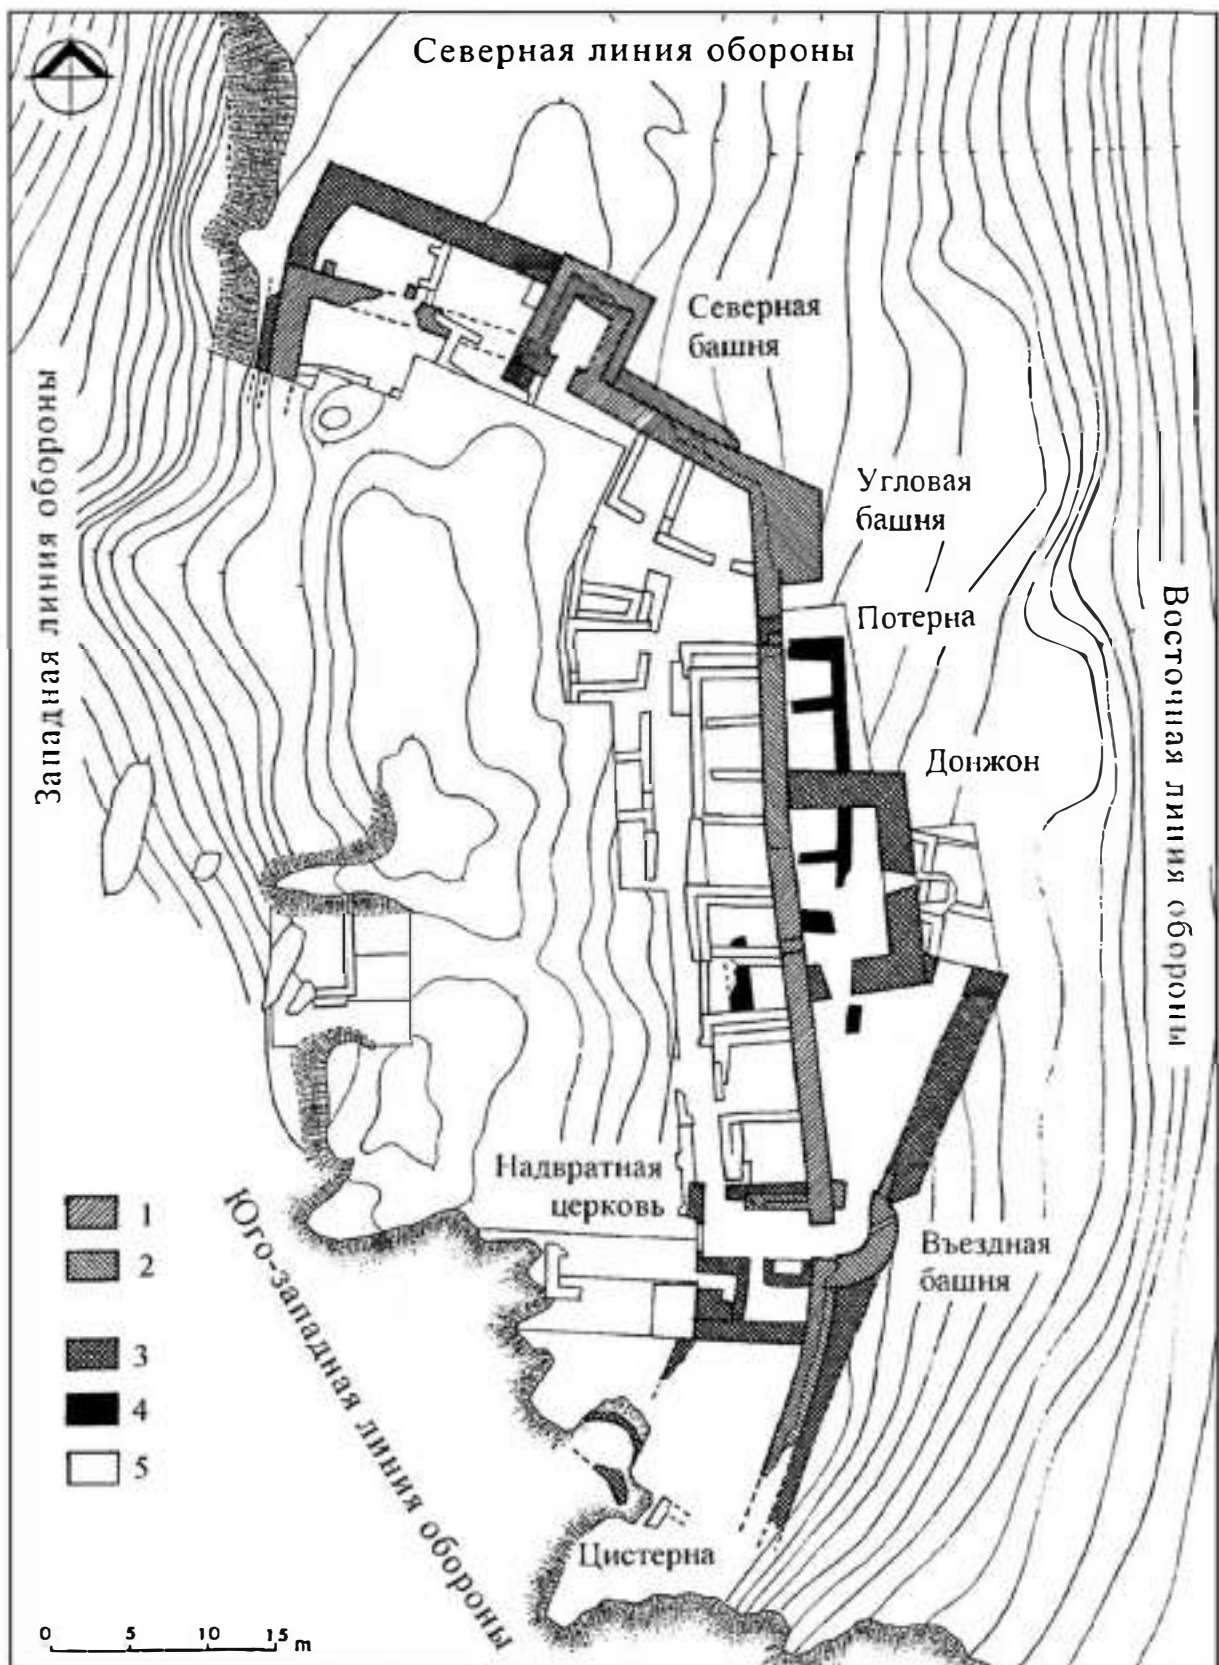 Северная линия обороны
Северная
башня
Западная линия обороны
Угловая
башня
Потерна
Восточная линия обороны
Донжон
Надвратная
церковь
Въездная
башня
Юго-западная линия обороны
1
2
3
4
5
Цистерна
0 5 10 15 m